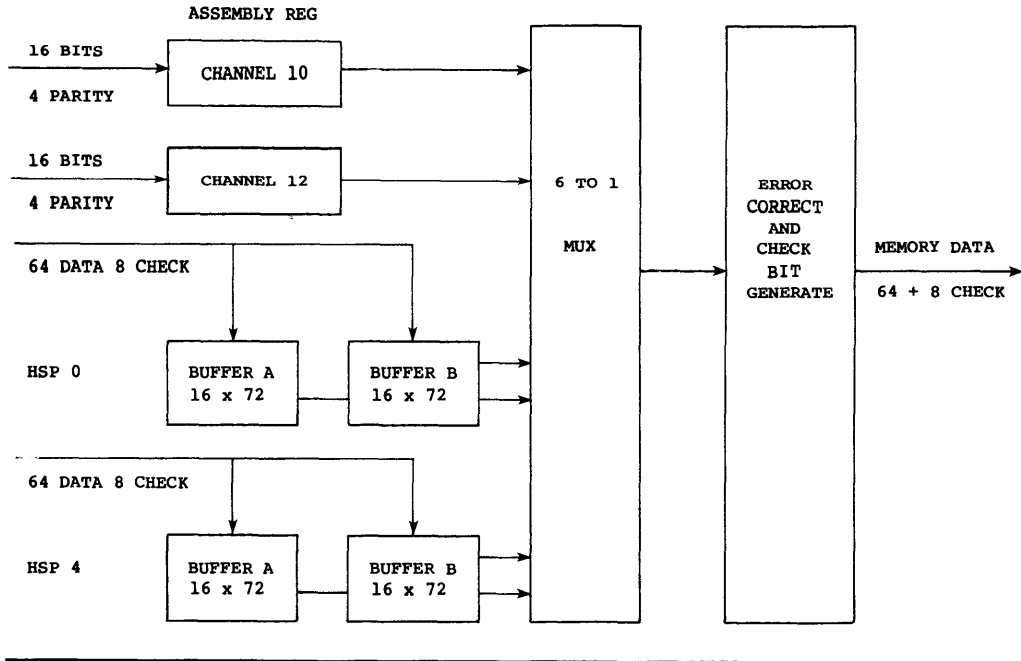 ASSEMBLY REG
16 BITS
CHANNEL 10
4 PARITY
16 BITS
CHANNEL 12
4 PARITY
64 DATA 8 CHECK
HSP 0
BUFFER A
16 x 72
BUFFER B
16 x 72
64 DATA 8 CHECK
HSP 4
BUFFER A
16 x 72
BUFFER B
16 x 72
6 TO 1
MUX
ERROR
CORRECT
AND
CHECK
BIT
GENERATE
MEMORY DATA
64 + 8 CHECK